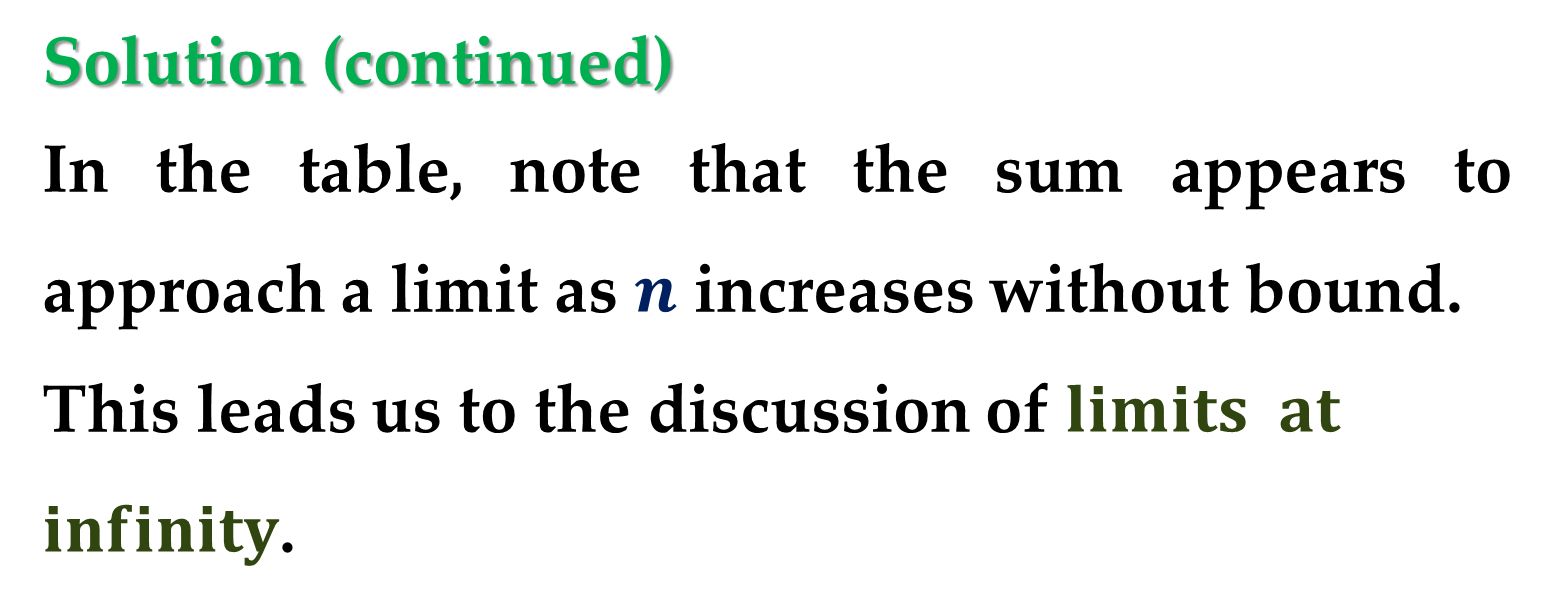 Solution (continued)
In the table, note that the sum appears to
approach a limit as n increases without bound.
This leads us to the discussion of limits at
infinity.